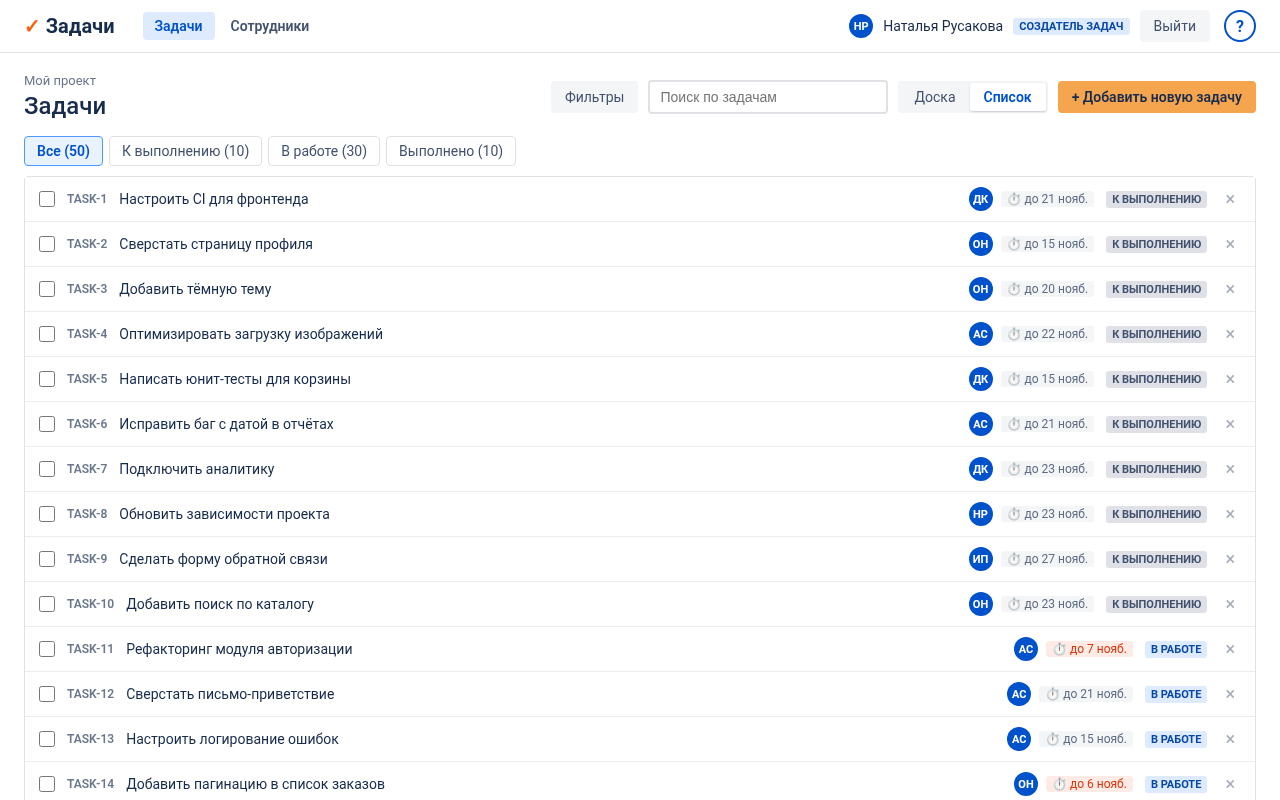 ✓ Задачи Задачи Сотрудники НР Наталья Русакова СОЗДАТЕЛЬ ЗАДАЧ Выйти ?
Мой проект
Задачи
Фильтры Поиск по задачам Доска Список + Добавить новую задачу
Все (50) К выполнению (10) В работе (30) Выполнено (10)
TASK-1 Настроить CI для фронтенда ДК до 21 нояб. К ВЫПОЛНЕНИЮ ×
TASK-2 Сверстать страницу профиля ОН до 15 нояб. К ВЫПОЛНЕНИЮ ×
TASK-3 Добавить тёмную тему ОН до 20 нояб. К ВЫПОЛНЕНИЮ ×
TASK-4 Оптимизировать загрузку изображений АС до 22 нояб. К ВЫПОЛНЕНИЮ ×
TASK-5 Написать юнит-тесты для корзины ДК до 15 нояб. К ВЫПОЛНЕНИЮ ×
TASK-6 Исправить баг с датой в отчётах АС до 21 нояб. К ВЫПОЛНЕНИЮ ×
TASK-7 Подключить аналитику ДК до 23 нояб. К ВЫПОЛНЕНИЮ ×
TASK-8 Обновить зависимости проекта НР до 23 нояб. К ВЫПОЛНЕНИЮ ×
TASK-9 Сделать форму обратной связи ИП до 27 нояб. К ВЫПОЛНЕНИЮ ×
TASK-10 Добавить поиск по каталогу ОН до 23 нояб. К ВЫПОЛНЕНИЮ ×
TASK-11 Рефакторинг модуля авторизации АС до 7 нояб. В РАБОТЕ ×
TASK-12 Сверстать письмо-приветствие АС до 21 нояб. В РАБОТЕ ×
TASK-13 Настроить логирование ошибок АС до 15 нояб. В РАБОТЕ ×
TASK-14 Добавить пагинацию в список заказов ОН до 6 нояб. В РАБОТЕ ×